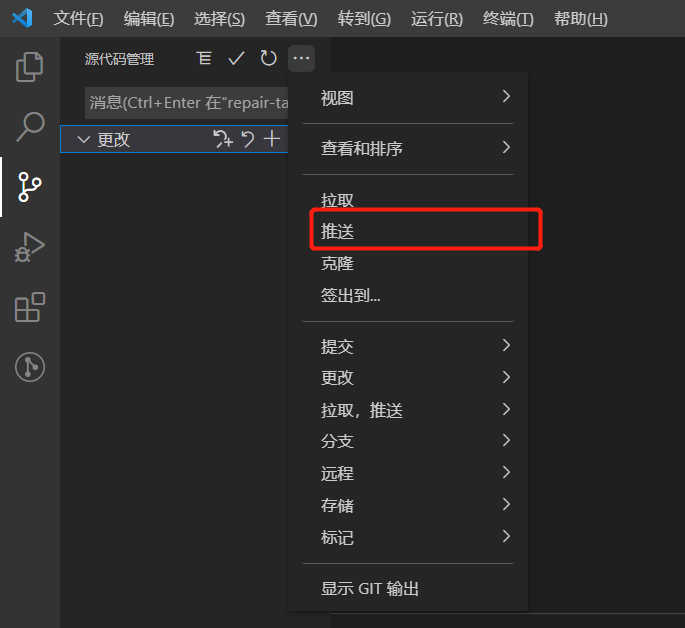 文件(F) 编辑(E) 选择(S) 查看(V) 转到(G) 运行(R) 终端(T) 帮助(H)
源代码管理
消息(Ctrl+Enter 在“repair-ta
更改
视图
查看和排序
拉取
推送
克隆
签出到...
提交
更改
拉取，推送
分支
远程
存储
标记
显示 GIT 输出